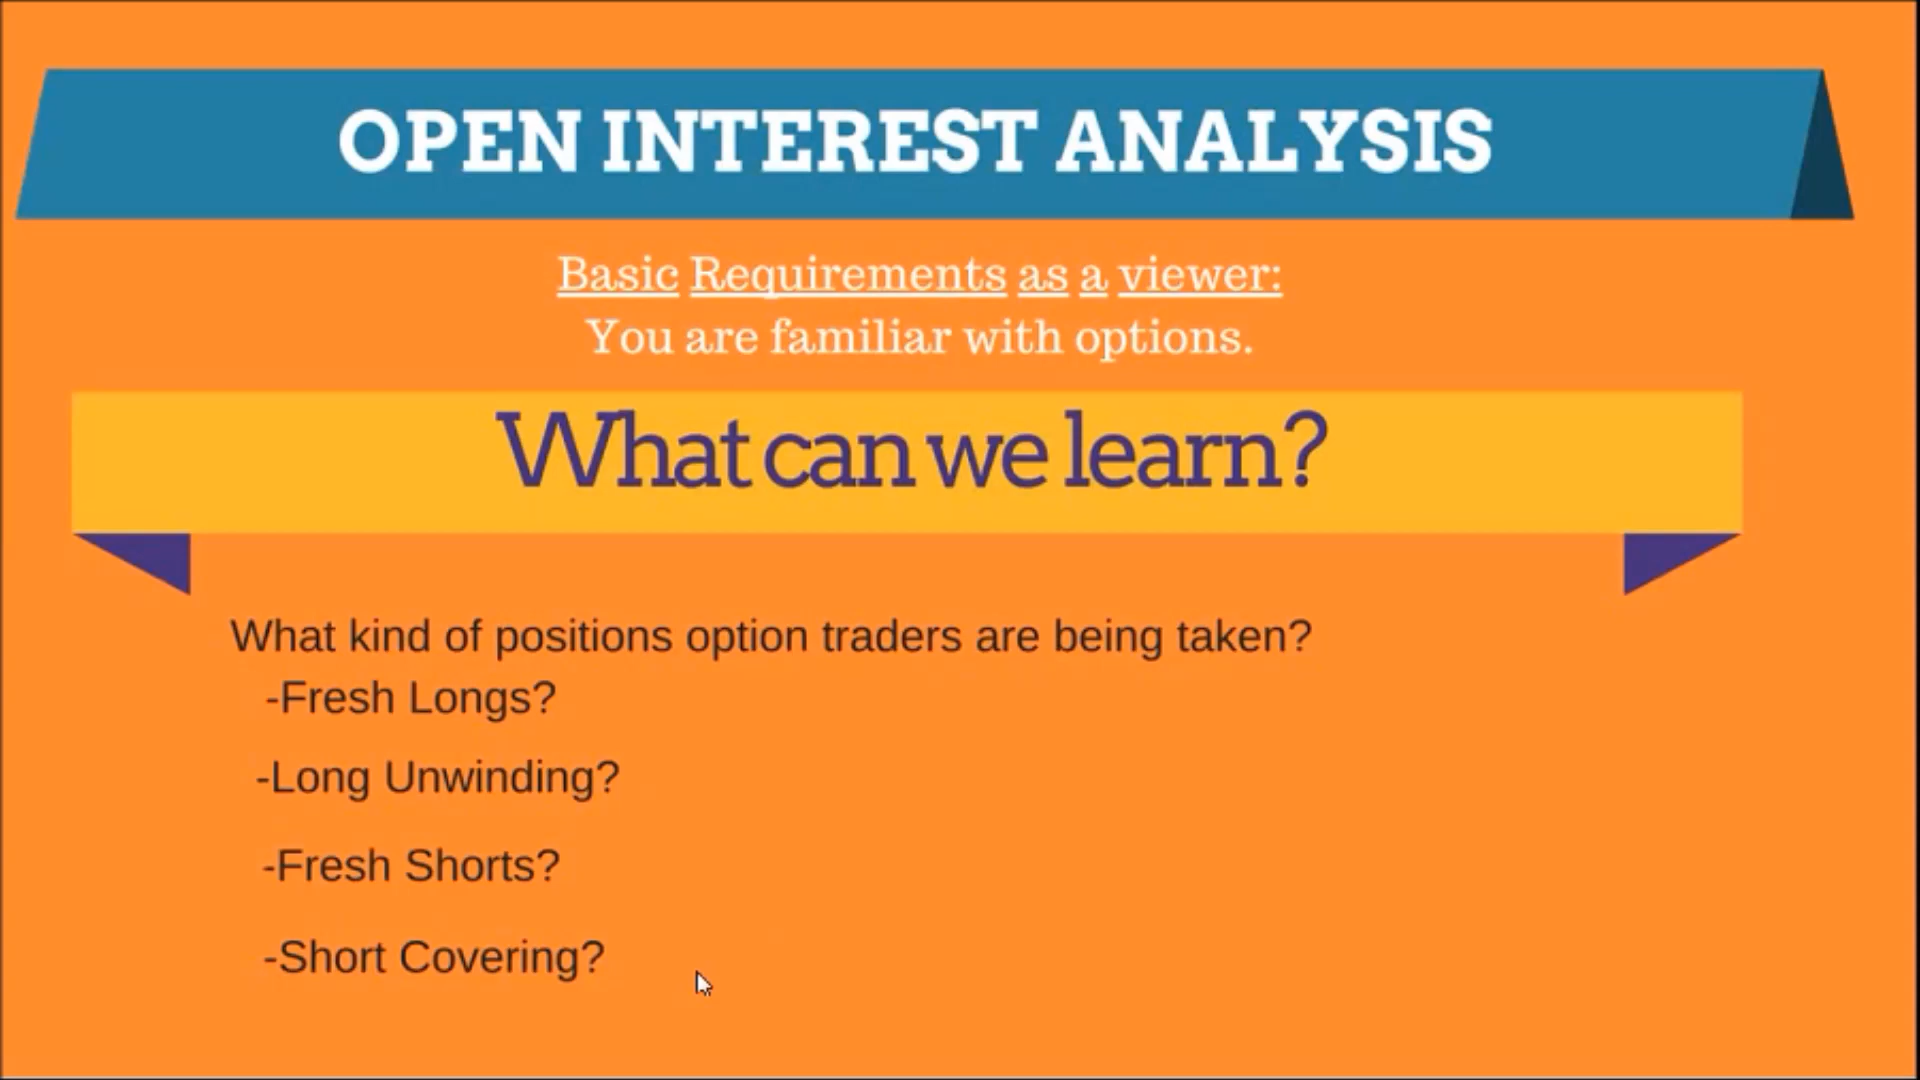 OPEN INTEREST ANALYSIS
Basic Requirements as a viewer:
You are familiar with options.
What can we learn?
What kind of positions option traders are being taken?
-Fresh Longs?
-Long Unwinding?
-Fresh Shorts?
-Short Covering?